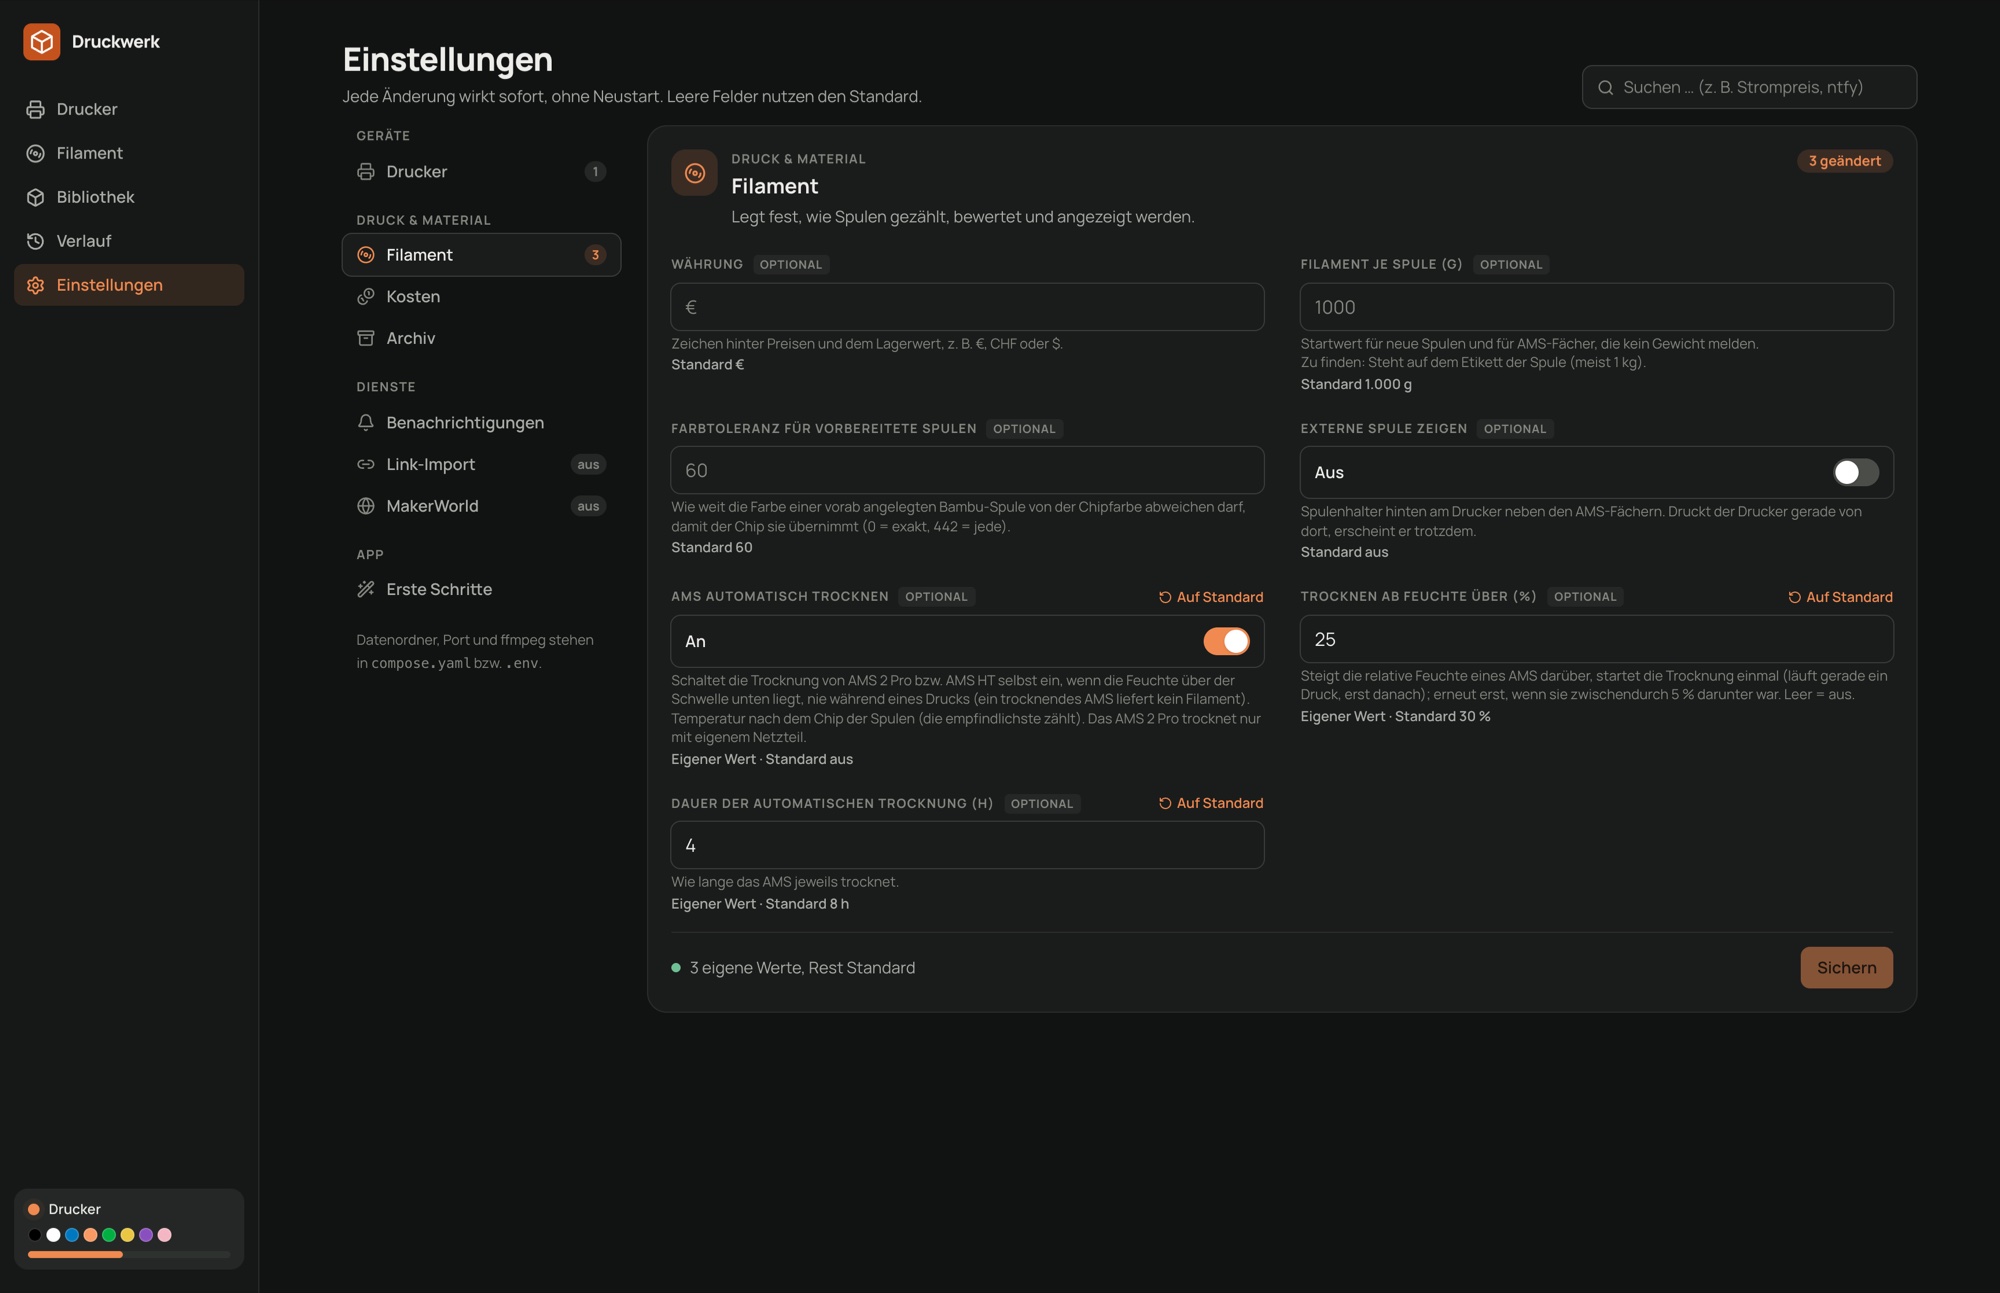 Druckwerk
Drucker
Filament
Bibliothek
Verlauf
Einstellungen
Einstellungen
Jede Änderung wirkt sofort, ohne Neustart. Leere Felder nutzen den Standard.
Suchen … (z. B. Strompreis, ntfy)
GERÄTE
Drucker 1
DRUCK & MATERIAL
Filament 3
Kosten
Archiv
DIENSTE
Benachrichtigungen
Link-Import aus
MakerWorld aus
APP
Erste Schritte
Datenordner, Port und ffmpeg stehen
in compose.yaml bzw. .env.
DRUCK & MATERIAL
Filament
Legt fest, wie Spulen gezählt, bewertet und angezeigt werden.
3 geändert
WÄHRUNG OPTIONAL
€
Zeichen hinter Preisen und dem Lagerwert, z. B. €, CHF oder $.
Standard €
FILAMENT JE SPULE (G) OPTIONAL
1000
Startwert für neue Spulen und für AMS-Fächer, die kein Gewicht melden.
Zu finden: Steht auf dem Etikett der Spule (meist 1 kg).
Standard 1.000 g
FARBTOLERANZ FÜR VORBEREITETE SPULEN OPTIONAL
60
Wie weit die Farbe einer vorab angelegten Bambu-Spule von der Chipfarbe abweichen darf,
damit der Chip sie übernimmt (0 = exakt, 442 = jede).
Standard 60
EXTERNE SPULE ZEIGEN OPTIONAL
Aus
Spulenhalter hinten am Drucker neben den AMS-Fächern. Druckt der Drucker gerade von
dort, erscheint er trotzdem.
Standard aus
AMS AUTOMATISCH TROCKNEN OPTIONAL Auf Standard
An
Schaltet die Trocknung von AMS 2 Pro bzw. AMS HT selbst ein, wenn die Feuchte über der
Schwelle unten liegt, nie während eines Drucks (ein trocknendes AMS liefert kein Filament).
Temperatur nach dem Chip der Spulen (die empfindlichste zählt). Das AMS 2 Pro trocknet nur
mit eigenem Netzteil.
Eigener Wert · Standard aus
TROCKNEN AB FEUCHTE ÜBER (%) OPTIONAL Auf Standard
25
Steigt die relative Feuchte eines AMS darüber, startet die Trocknung einmal (läuft gerade ein
Druck, erst danach); erneut erst, wenn sie zwischendurch 5 % darunter war. Leer = aus.
Eigener Wert · Standard 30 %
DAUER DER AUTOMATISCHEN TROCKNUNG (H) OPTIONAL Auf Standard
4
Wie lange das AMS jeweils trocknet.
Eigener Wert · Standard 8 h
3 eigene Werte, Rest Standard
Sichern
Drucker